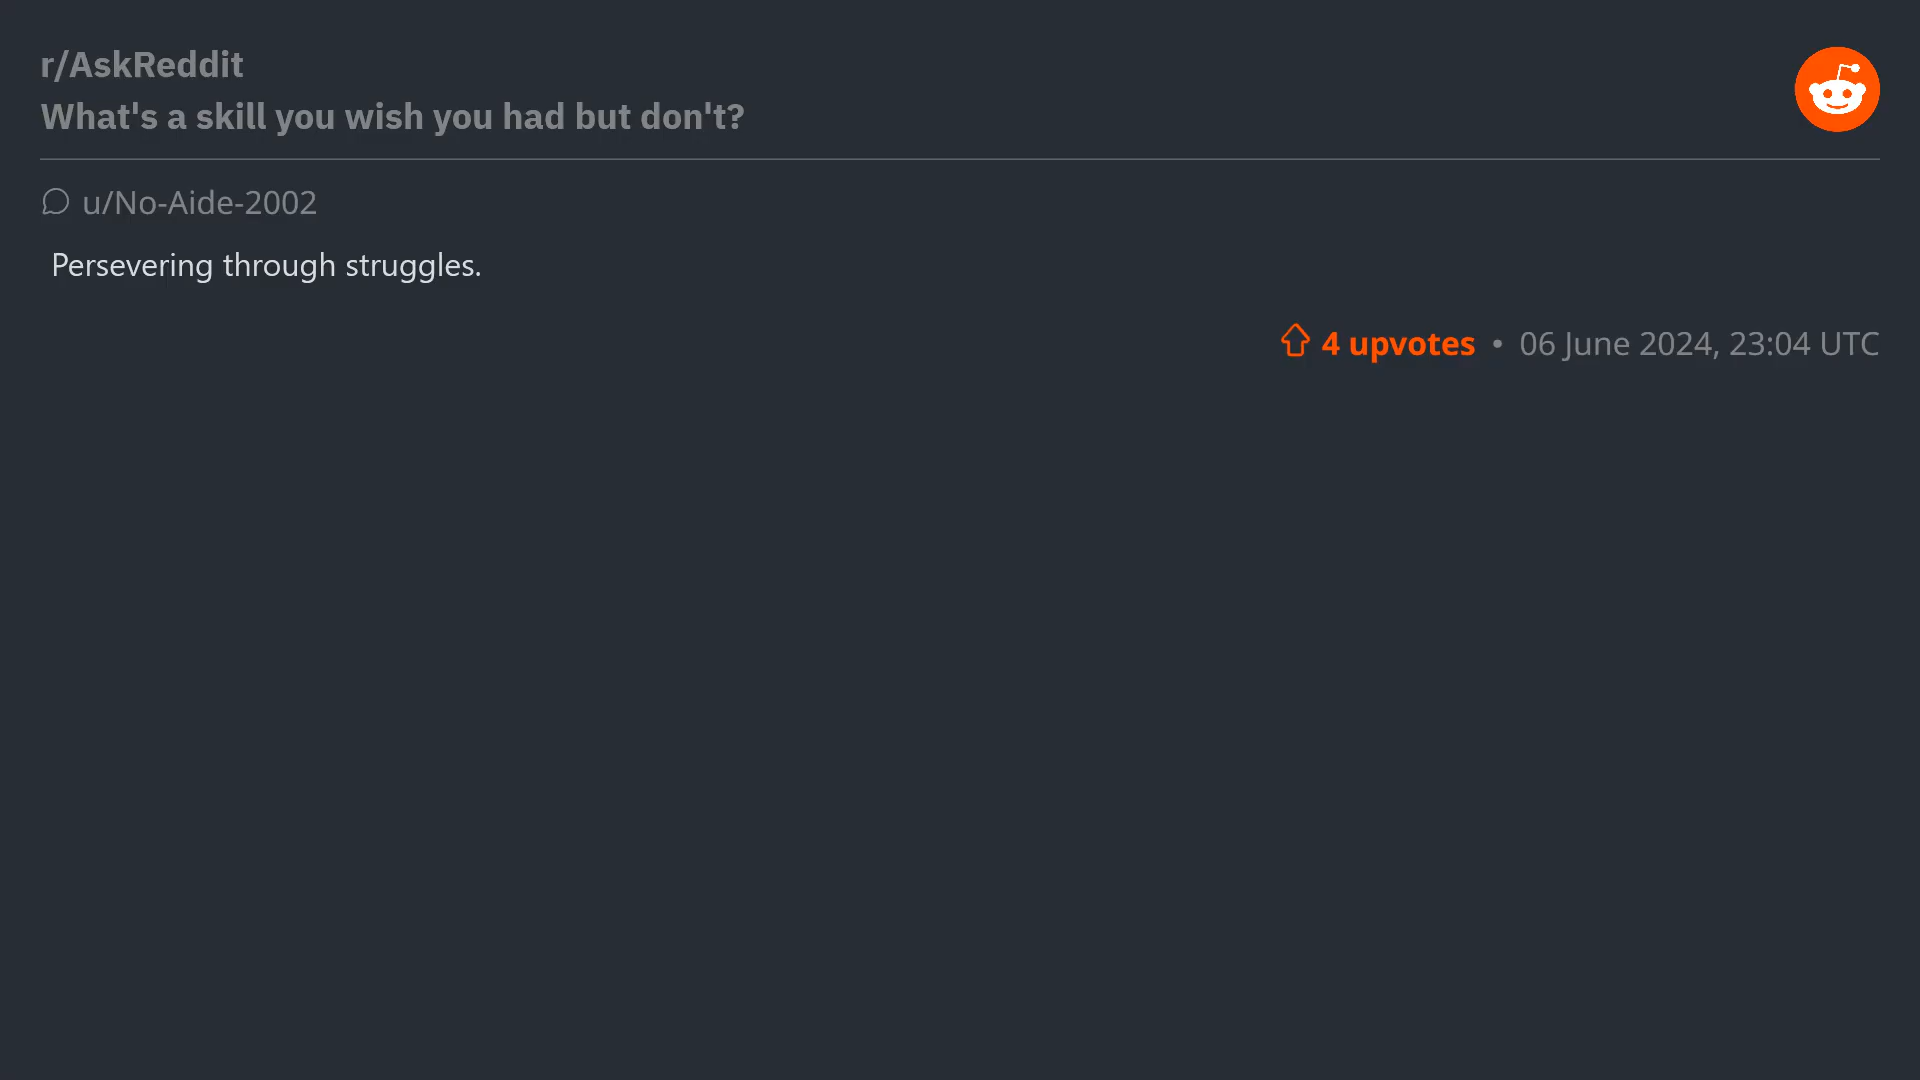 r/AskReddit
What's a skill you wish you had but don't?
u/No-Aide-2002
Persevering through struggles.
4 upvotes • 06 June 2024, 23:04 UTC